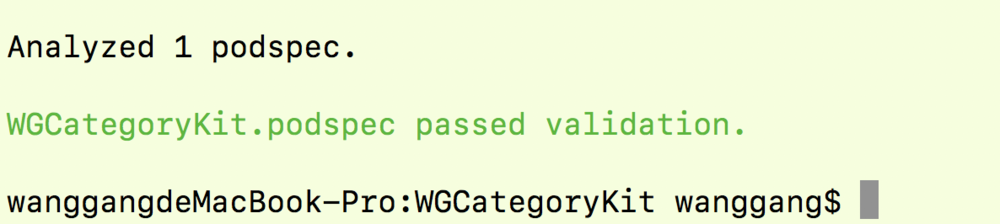 Analyzed 1 podspec.
WGCategoryKit.podspec passed validation.
wanggangdeMacBook-Pro:WGCategoryKit wanggang$